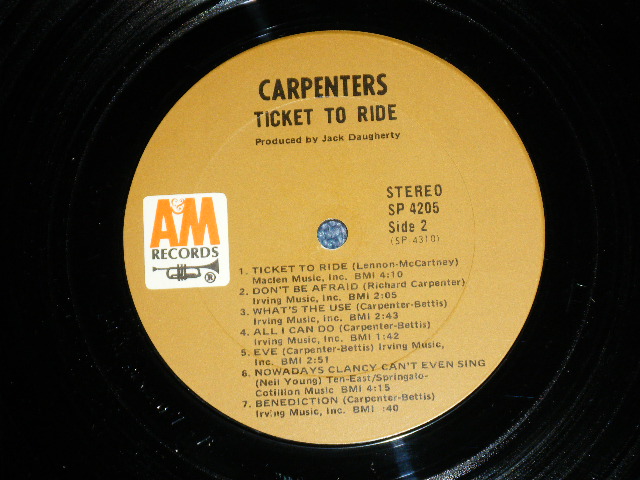 CARPENTERS
TICKET TO RIDE
Produced by Jack Daugherty
STEREO
SP 4205
Side 2
(SP 4310)
A&M
RECORDS
®
1. TICKET TO RIDE (Lennon-McCartney)
Maclen Music, Inc. BMI 4:10
2. DON'T BE AFRAID (Richard Carpenter)
Irving Music, Inc. BMI 2:05
3. WHAT'S THE USE (Carpenter-Bettis)
Irving Music, Inc. BMI 2:43
4. ALL I CAN DO (Carpenter-Bettis)
Irving Music, Inc. BMI 1:42
5. EVE (Carpenter-Bettis) Irving Music,
Inc. BMI 2:51
6. NOWADAYS CLANCY CAN'T EVEN SING
(Neil Young) Ten-East/Springalo-
Cotillion Music BMI 4:15
7. BENEDICTION (Carpenter-Bettis)
Irving Music, Inc. BMI :40